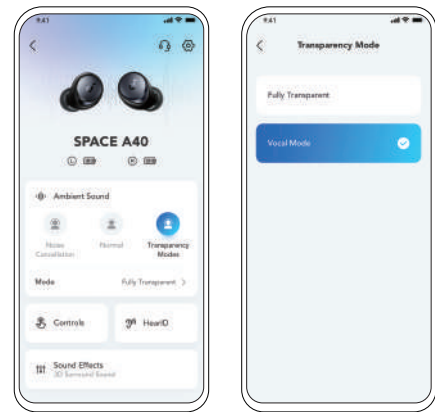 9:41
SPACE A40
L R
Ambient Sound
Noise
Cancellation
Normal
Transparency
Modes
Mode
Fully Transparent >
Controls
HearID
Sound Effects
3D Surround Sound
9:41
Transparency Mode
Fully Transparent
Vocal Mode